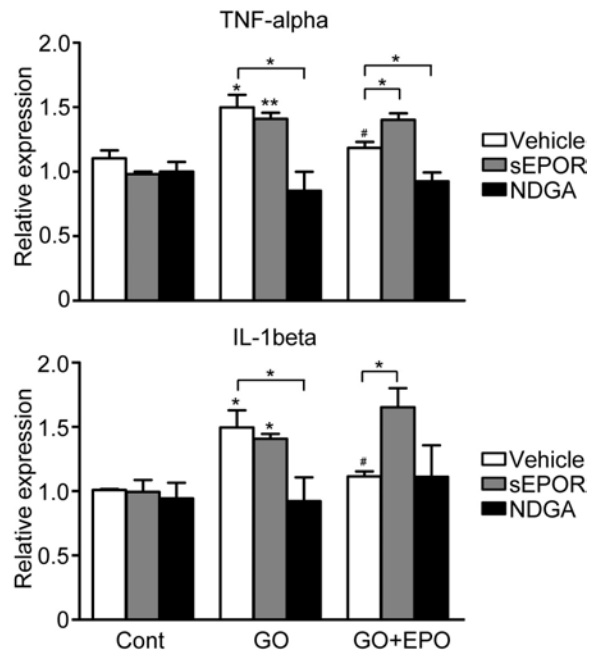 TNF-alpha
Relative expression
2.0
1.5
1.0
1.5
0
*
**
*
#
*
*
Vehicle
sEPOR
NDGA
IL-1beta
Relative expression
2.0
1.5
1.0
0.5
0
*
*
*
#
*
Vehicle
sEPOR
NDGA
Cont GO GO+EPO